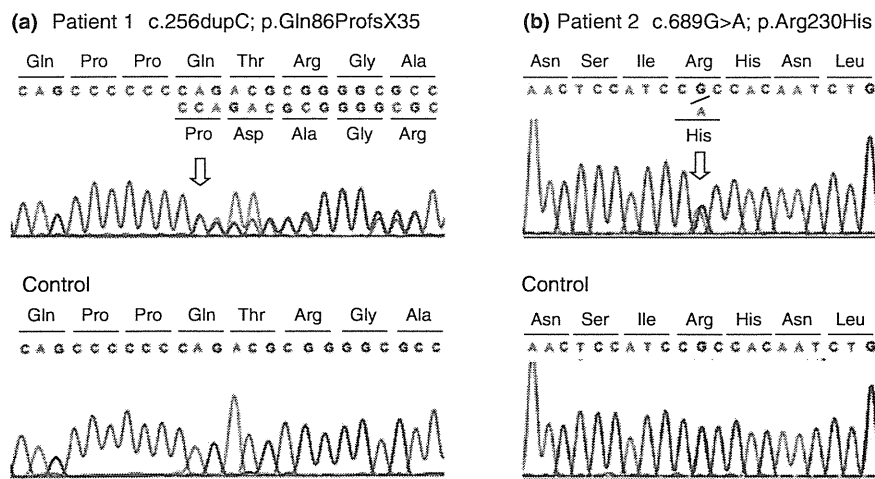 (a) Patient 1 c.256dupC; p.Gln86ProfsX35
Gln Pro Pro Gln Thr Arg Gly Ala
C A G C C C C C C C A G A C G C G G G G C G C C
C C A G A C G C G G G G C G C
Pro Asp Ala Gly Arg
Control
Gln Pro Pro Gln Thr Arg Gly Ala
C A G C C C C C C C A G A C G C G G G G C G C C
(b) Patient 2 c.689G>A; p.Arg230His
Asn Ser Ile Arg His Asn Leu
A A C T C C A T C C G C C A C A A T C T G
A
His
Control
Asn Ser Ile Arg His Asn Leu
A A C T C C A T C C G C C A C A A T C T G